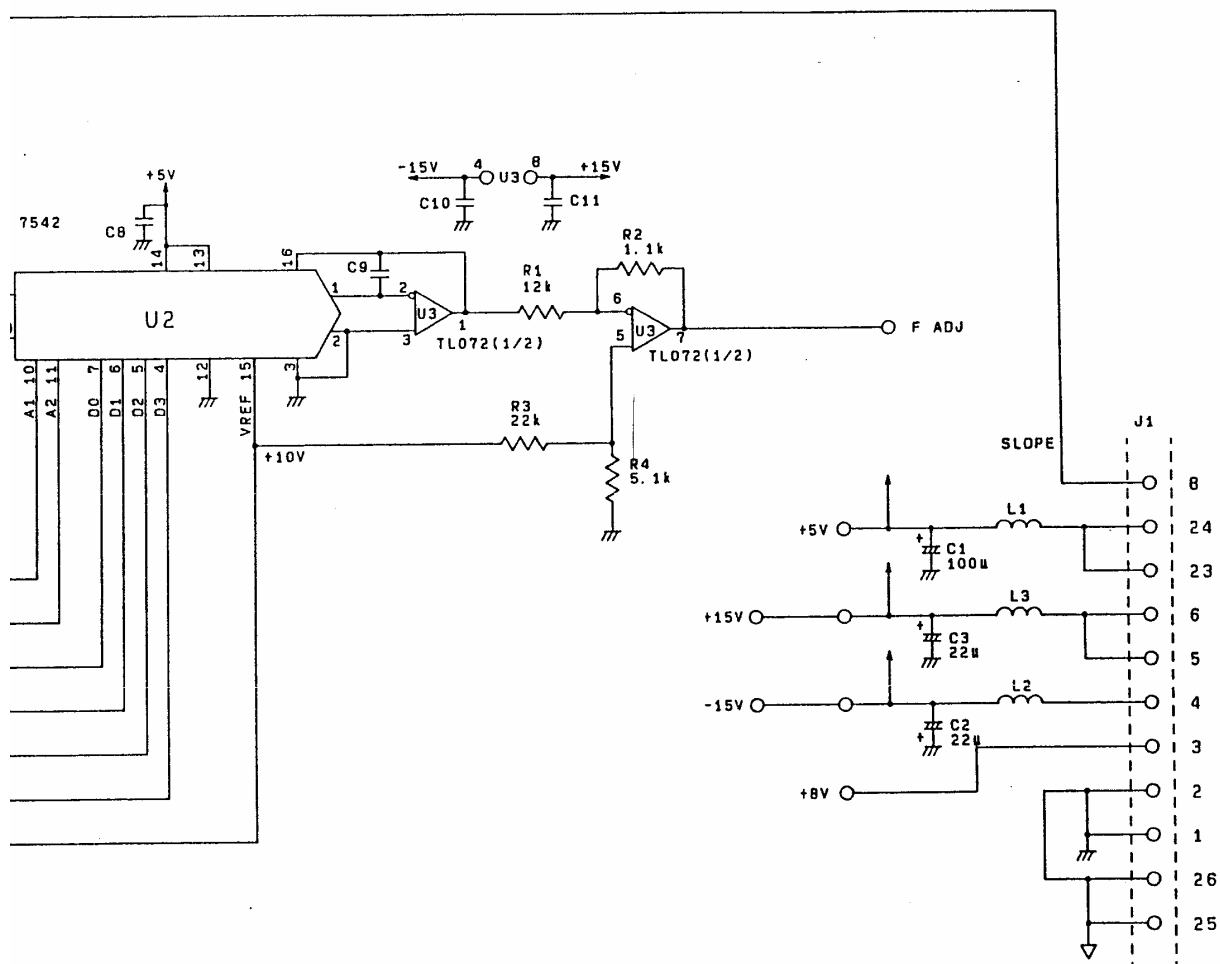 -15V 4 U3 8 +15V
C10 C11
+5V
7542
C8
14 13 16
C9
R2
1.1k
R1
12k
U2
1 2 U3 1
2 3
TL072(1/2)
6 U3 7
5
TL072(1/2)
F ADJ
10 11 7 6 5 4 12 15 3
A1 A2 D0 D1 D2 D3 VREF
+10V
R3
22k
R4
5.1k
J1
SLOPE
8
L1
+5V 24
C1
100u
23
L3
+15V 6
C3
22u
5
L2
-15V 4
C2
22u
3
+8V
2
1
26
25